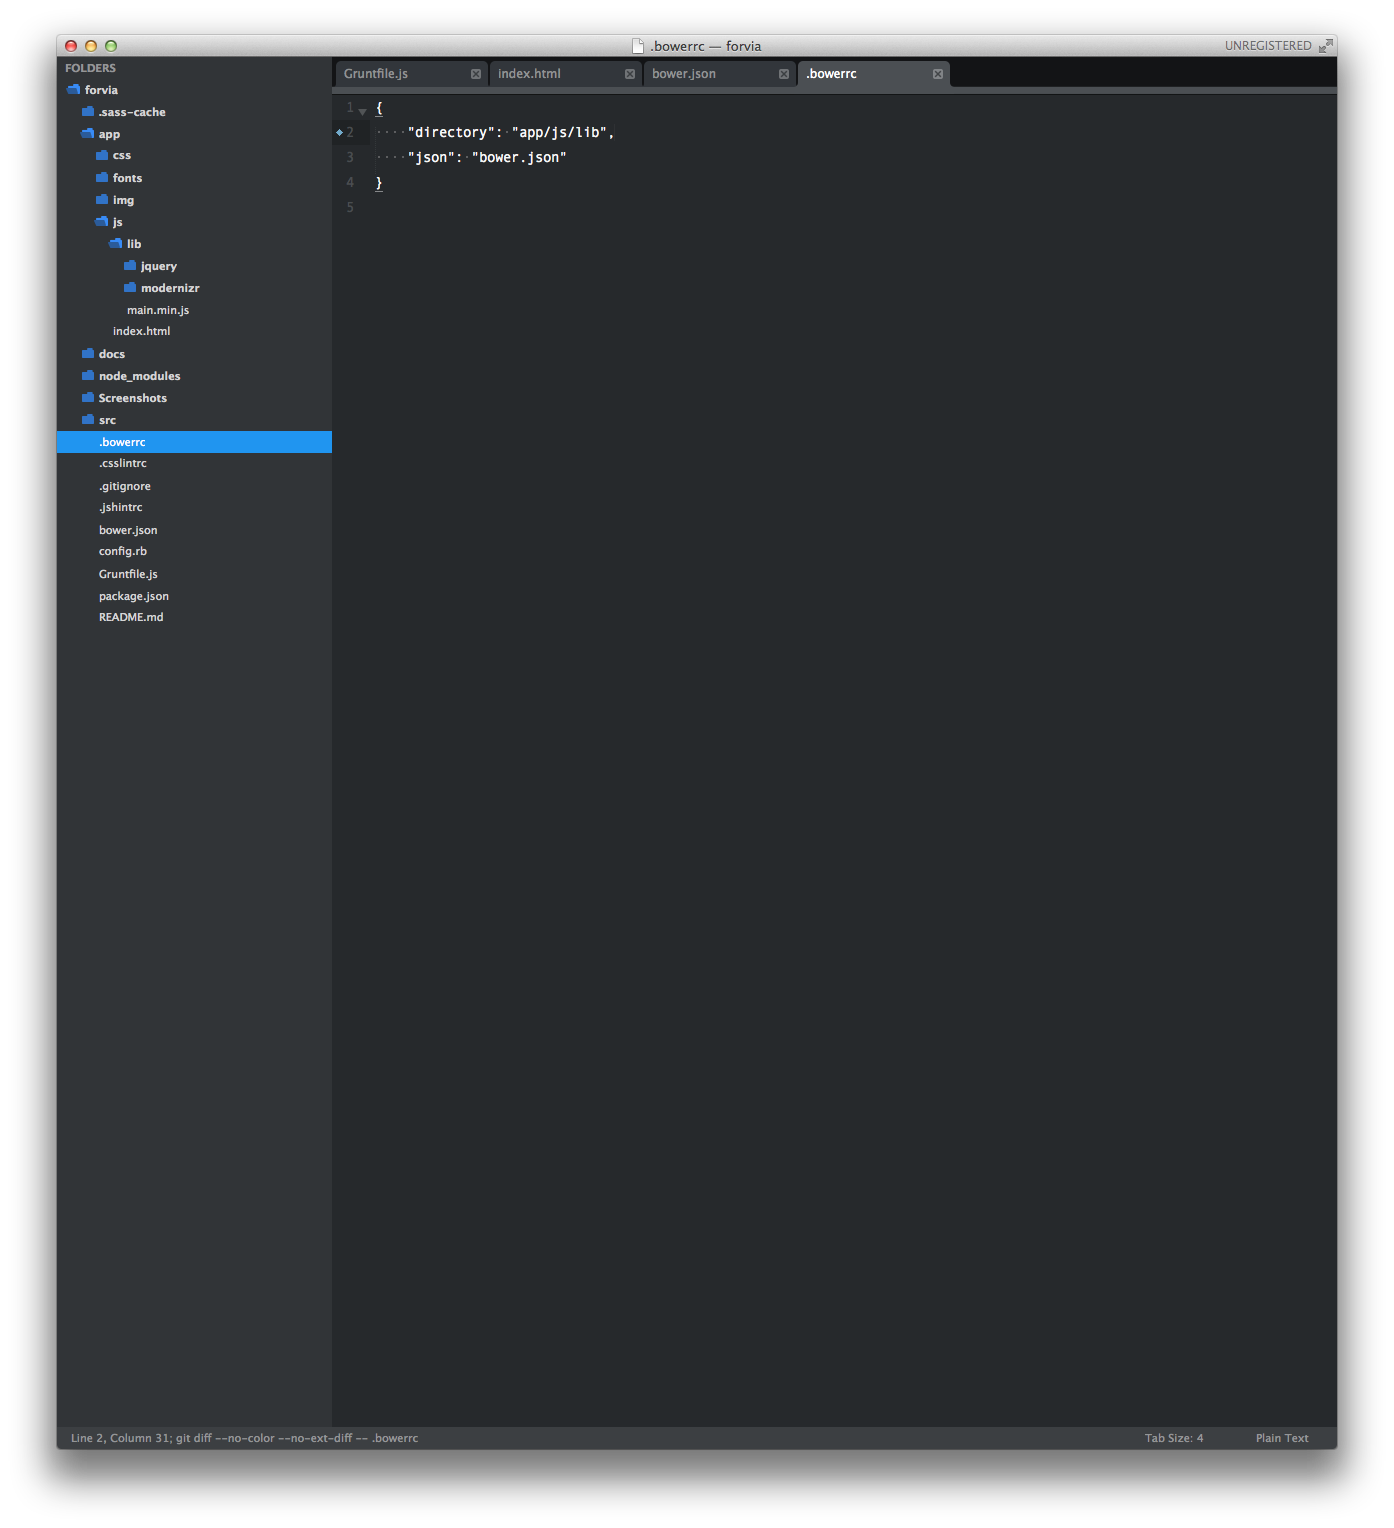 .bowerrc — forvia
UNREGISTERED
FOLDERS
forvia
.sass-cache
app
css
fonts
img
js
lib
jquery
modernizr
main.min.js
index.html
docs
node_modules
Screenshots
src
.bowerrc
.csslintrc
.gitignore
.jshintrc
bower.json
config.rb
Gruntfile.js
package.json
README.md
Gruntfile.js index.html bower.json .bowerrc
1 {
2 ····"directory":·"app/js/lib",
3 ····"json":·"bower.json"
4 }
5
Line 2, Column 31; git diff --no-color --no-ext-diff -- .bowerrc
Tab Size: 4 Plain Text